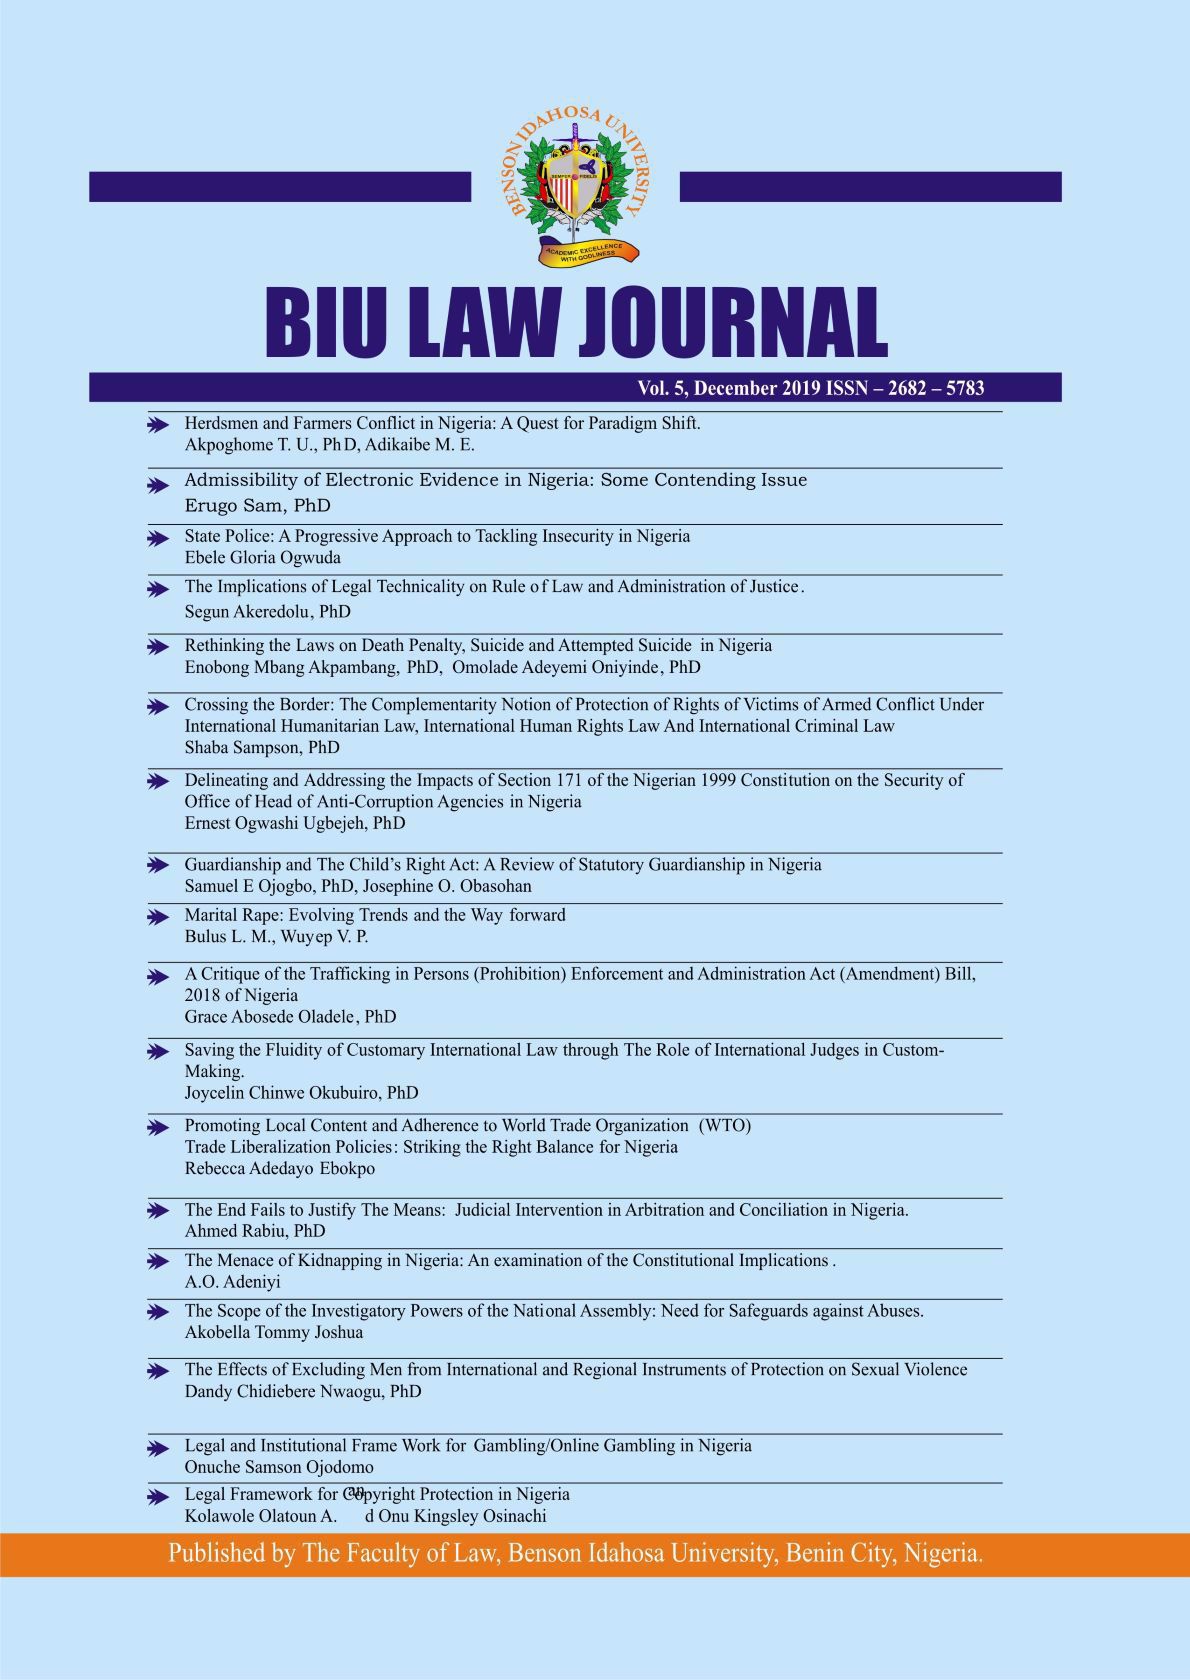 BENSON IDAHOSA UNIVERSITY
SEMPER FIDELIS
ACADEMIC EXCELLENCE
WITH GODLINESS
BIU LAW JOURNAL
Vol. 5, December 2019 ISSN – 2682 – 5783
Herdsmen and Farmers Conflict in Nigeria: A Quest for Paradigm Shift.
Akpoghome T. U., PhD, Adikaibe M. E.
Admissibility of Electronic Evidence in Nigeria: Some Contending Issue
Erugo Sam, PhD
State Police: A Progressive Approach to Tackling Insecurity in Nigeria
Ebele Gloria Ogwuda
The Implications of Legal Technicality on Rule of Law and Administration of Justice.
Segun Akeredolu, PhD
Rethinking the Laws on Death Penalty, Suicide and Attempted Suicide in Nigeria
Enobong Mbang Akpambang, PhD, Omolade Adeyemi Oniyinde, PhD
Crossing the Border: The Complementarity Notion of Protection of Rights of Victims of Armed Conflict Under
International Humanitarian Law, International Human Rights Law And International Criminal Law
Shaba Sampson, PhD
Delineating and Addressing the Impacts of Section 171 of the Nigerian 1999 Constitution on the Security of
Office of Head of Anti-Corruption Agencies in Nigeria
Ernest Ogwashi Ugbejeh, PhD
Guardianship and The Child’s Right Act: A Review of Statutory Guardianship in Nigeria
Samuel E Ojogbo, PhD, Josephine O. Obasohan
Marital Rape: Evolving Trends and the Way forward
Bulus L. M., Wuyep V. P.
A Critique of the Trafficking in Persons (Prohibition) Enforcement and Administration Act (Amendment) Bill,
2018 of Nigeria
Grace Abosede Oladele, PhD
Saving the Fluidity of Customary International Law through The Role of International Judges in Custom-
Making.
Joycelin Chinwe Okubuiro, PhD
Promoting Local Content and Adherence to World Trade Organization (WTO)
Trade Liberalization Policies: Striking the Right Balance for Nigeria
Rebecca Adedayo Ebokpo
The End Fails to Justify The Means: Judicial Intervention in Arbitration and Conciliation in Nigeria.
Ahmed Rabiu, PhD
The Menace of Kidnapping in Nigeria: An examination of the Constitutional Implications .
A.O. Adeniyi
The Scope of the Investigatory Powers of the National Assembly: Need for Safeguards against Abuses.
Akobella Tommy Joshua
The Effects of Excluding Men from International and Regional Instruments of Protection on Sexual Violence
Dandy Chidiebere Nwaogu, PhD
Legal and Institutional Frame Work for Gambling/Online Gambling in Nigeria
Onuche Samson Ojodomo
Legal Framework for Copyright Protection in Nigeria
Kolawole Olatoun A. and Onu Kingsley Osinachi
Published by The Faculty of Law, Benson Idahosa University, Benin City, Nigeria.